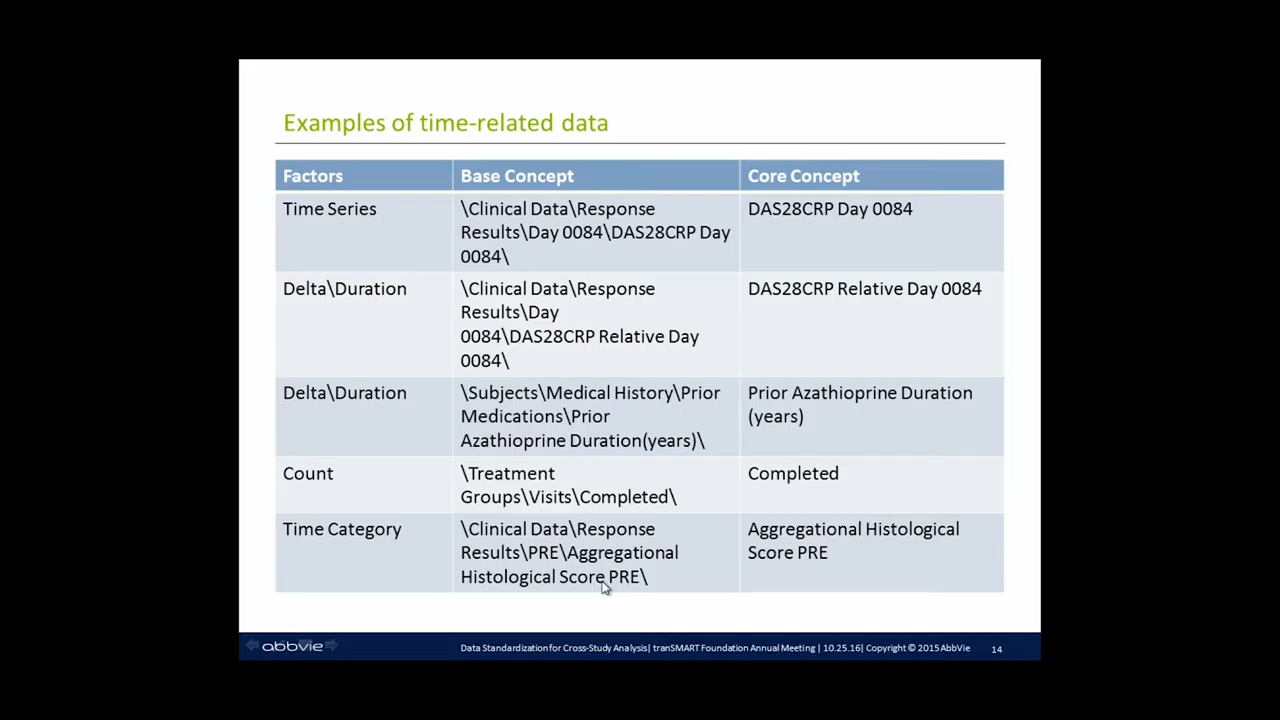 Examples of time-related data
Factors
Base Concept
Core Concept
Time Series
\Clinical Data\Response
Results\Day 0084\DAS28CRP Day
0084\
DAS28CRP Day 0084
Delta\Duration
\Clinical Data\Response
Results\Day
0084\DAS28CRP Relative Day
0084\
DAS28CRP Relative Day 0084
Delta\Duration
\Subjects\Medical History\Prior
Medications\Prior
Azathioprine Duration(years)\
Prior Azathioprine Duration
(years)
Count
\Treatment
Groups\Visits\Completed\
Completed
Time Category
\Clinical Data\Response
Results\PRE\Aggregational
Histological Score PRE\
Aggregational Histological
Score PRE
abbvie
Data Standardization for Cross-Study Analysis| tranSMART Foundation Annual Meeting | 10.25.16| Copyright © 2015 AbbVie
14